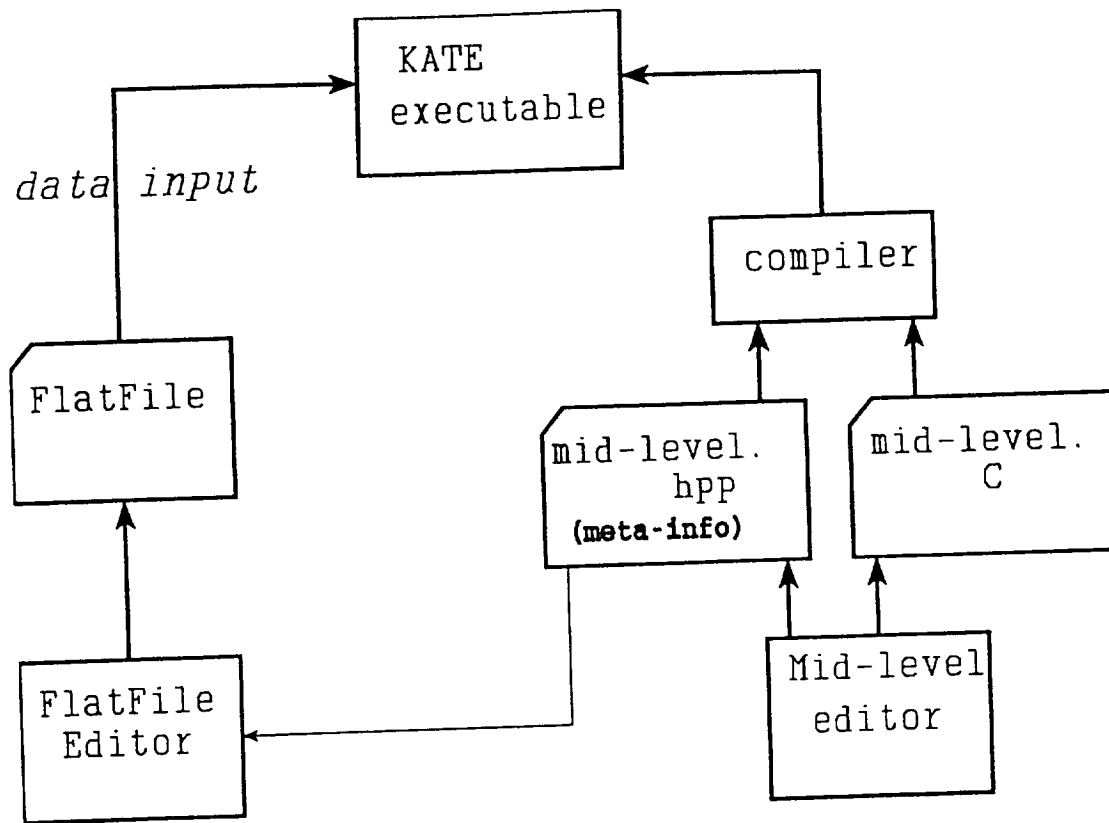 KATE
executable
data input
compiler
FlatFile
mid-level.
hpp
(meta-info)
mid-level.
C
FlatFile
Editor
Mid-level
editor